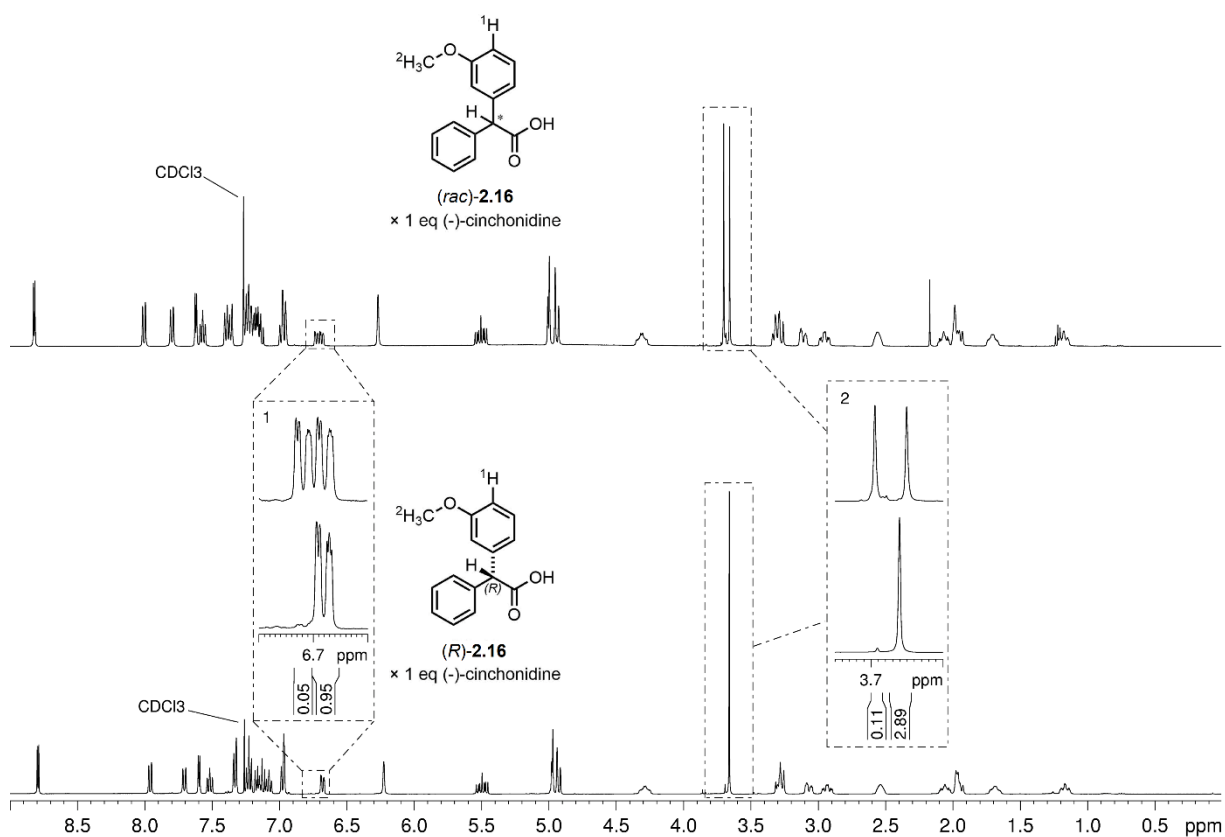 ¹H
O
²H₃C
H
*
OH
O
CDCl3
(rac)-2.16
× 1 eq (-)-cinchonidine
1
2
¹H
O
²H₃C
H
OH
(R)
O
6.7 ppm
3.7 ppm
(R)-2.16
× 1 eq (-)-cinchonidine
0.05
0.95
0.11
2.89
CDCl3
8.5 8.0 7.5 7.0 6.5 6.0 5.5 5.0 4.5 4.0 3.5 3.0 2.5 2.0 1.5 1.0 0.5 ppm